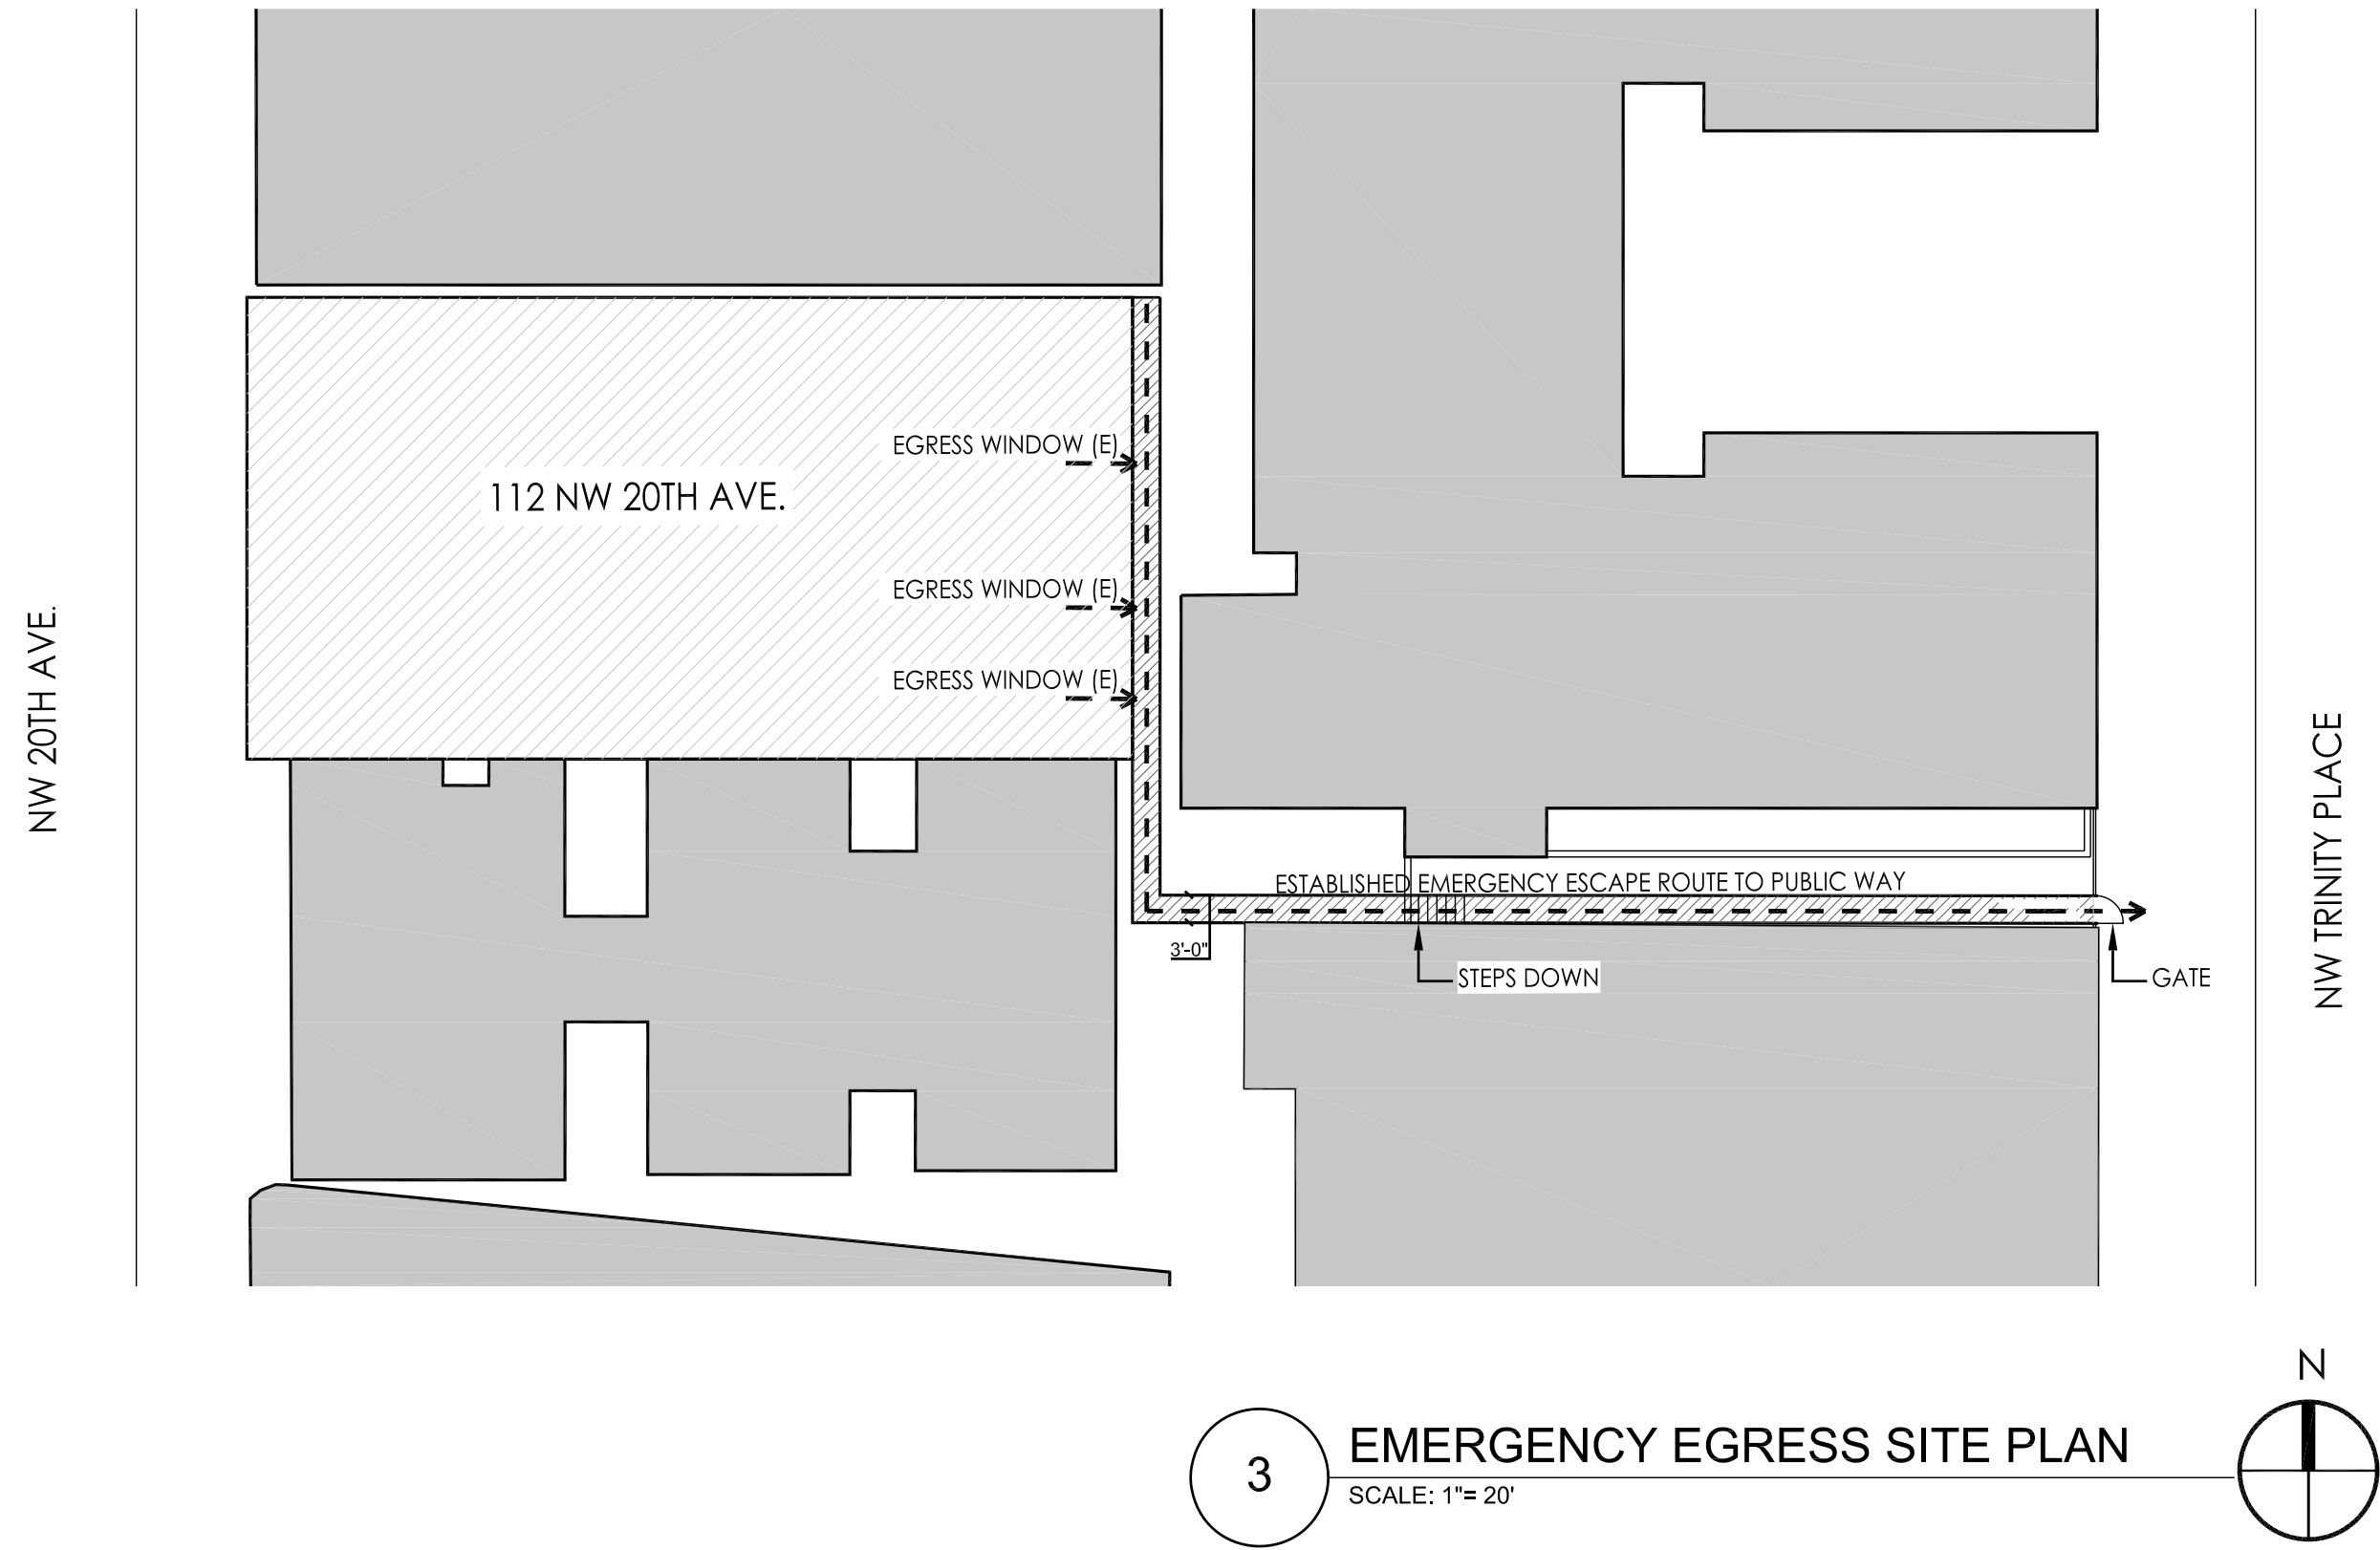 EGRESS WINDOW (E)
112 NW 20TH AVE.
EGRESS WINDOW (E)
EGRESS WINDOW (E)
NW 20TH AVE.
NW TRINITY PLACE
ESTABLISHED EMERGENCY ESCAPE ROUTE TO PUBLIC WAY
3'-0"
STEPS DOWN
GATE
N
3
EMERGENCY EGRESS SITE PLAN
SCALE: 1"= 20'